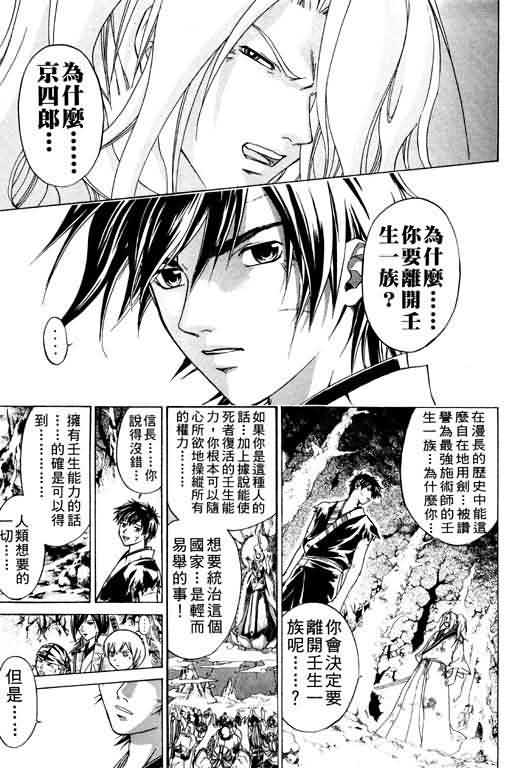 為什麼……
京四郎…
為什麼……
你要離開壬
生一族？
…．
在漫長的歷史中能這
麼自在地用劍…被讚
譽為最強施術師的壬
生一族…為什麼你…
你會決定要
離開壬生一
族呢……？
如果你是這種人的
話…加上據說能使
死者復活的壬生能
力，你根本可以隨
心所欲地操縱所有
的權力……
想要統治這個
國家…是輕而
易舉的事！
信長……你
說得沒錯…
擁有壬生能力的話
……的確是可以得
到……
人類想要的
一切……
但是…